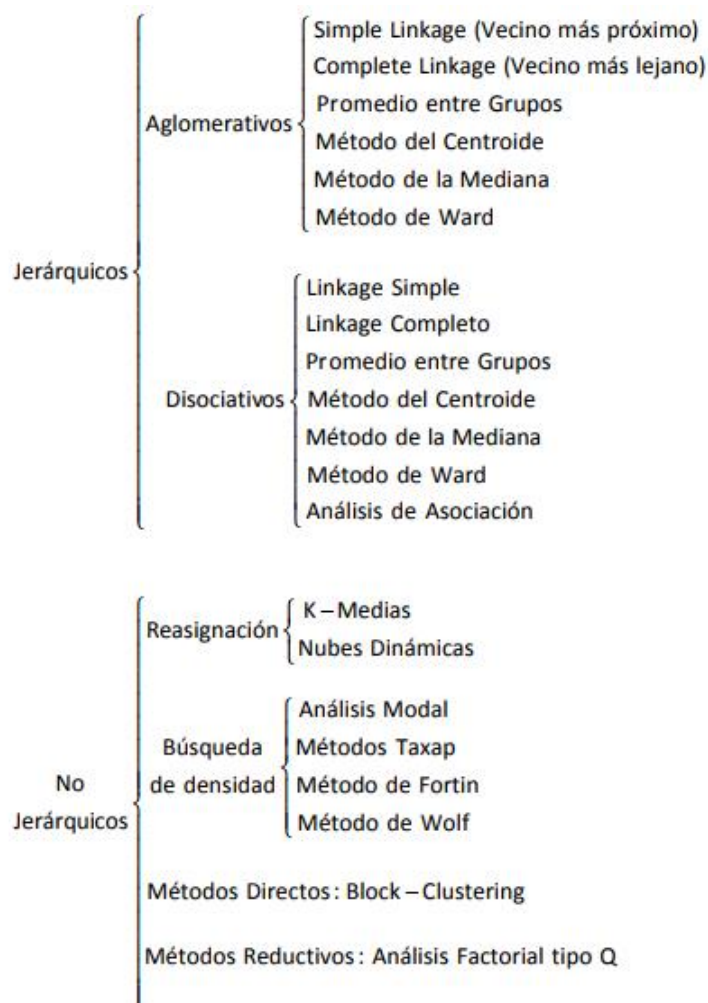 Simple Linkage (Vecino más próximo)
Complete Linkage (Vecino más lejano)
Promedio entre Grupos
Aglomerativos
Método del Centroide
Método de la Mediana
Método de Ward
Jerárquicos
Linkage Simple
Linkage Completo
Promedio entre Grupos
Disociativos
Método del Centroide
Método de la Mediana
Método de Ward
Análisis de Asociación
Reasignación
K – Medias
Nubes Dinámicas
Análisis Modal
Búsqueda
de densidad
Métodos Taxap
Método de Fortin
Método de Wolf
No
Jerárquicos
Métodos Directos: Block – Clustering
Métodos Reductivos: Análisis Factorial tipo Q